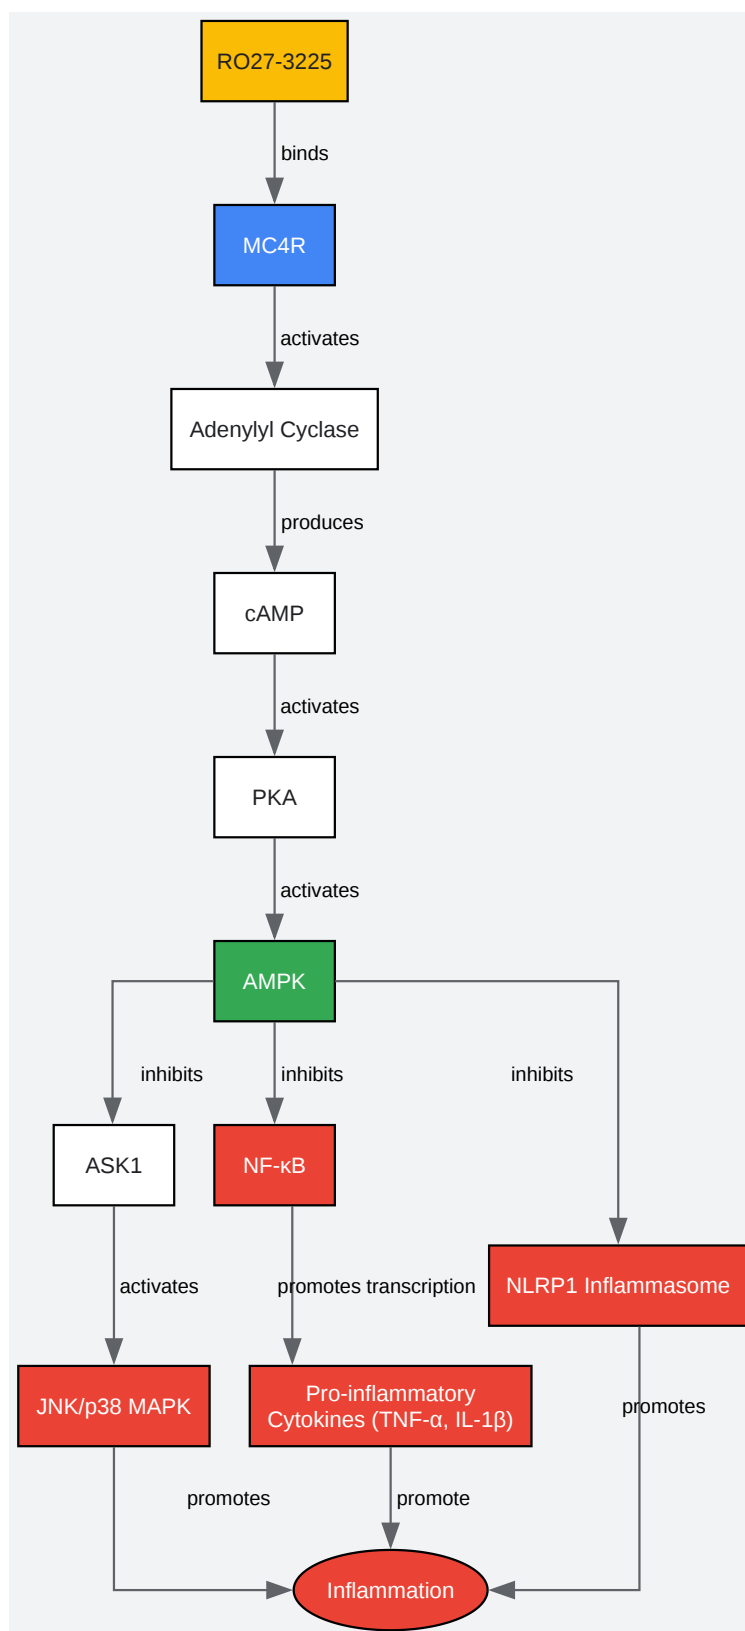 RO27-3225
binds
MC4R
activates
Adenylyl Cyclase
produces
cAMP
activates
PKA
activates
AMPK
inhibits
inhibits
inhibits
ASK1
NF-κB
activates
promotes transcription
NLRP1 Inflammasome
JNK/p38 MAPK
Pro-inflammatory
Cytokines (TNF-α, IL-1β)
promotes
promotes
promote
Inflammation